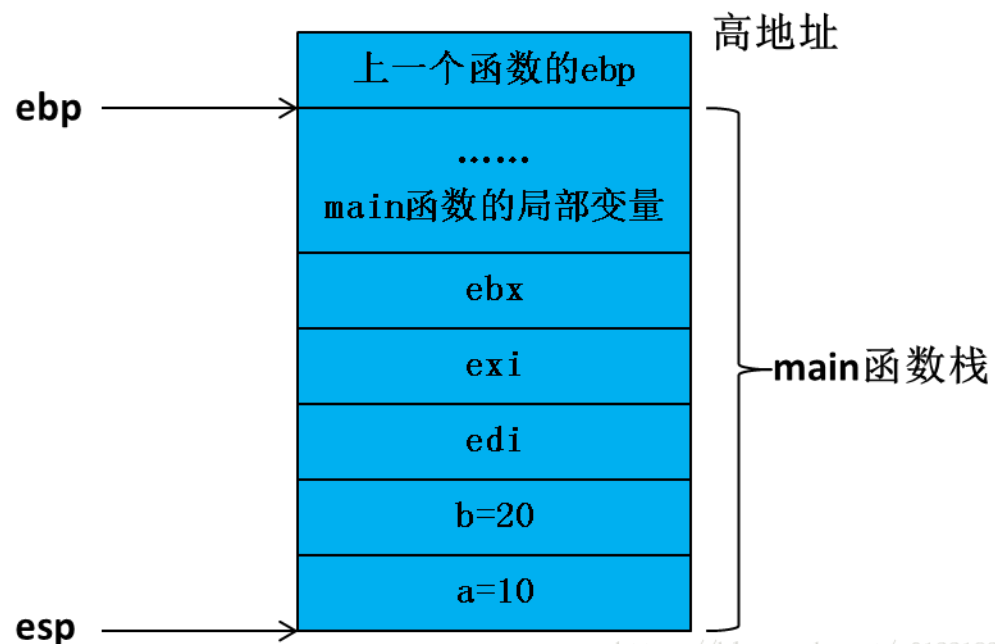 高地址
上一个函数的ebp
ebp
......
main函数的局部变量
ebx
exi
main函数栈
edi
b=20
a=10
esp